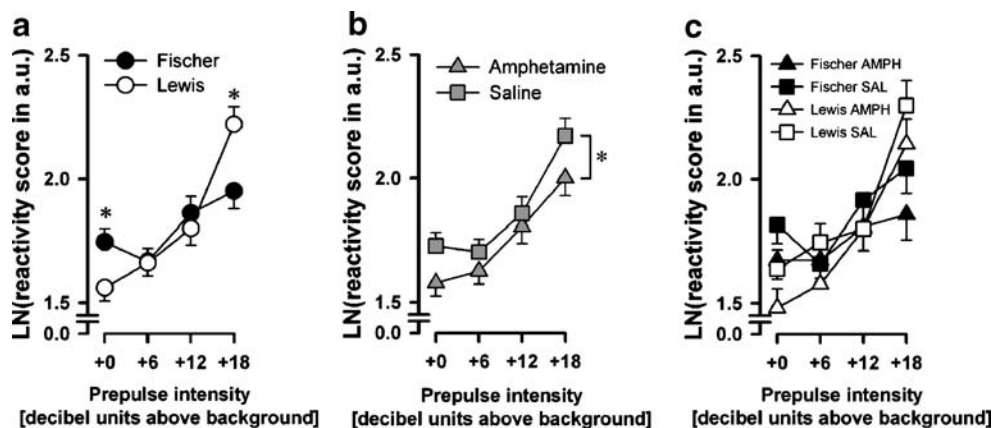 a
LN(reactivity score in a.u.)
2.5
2.0
1.5
0.0
Fischer
Lewis
*
*
+0 +6 +12 +18
Prepulse intensity
[decibel units above background]
b
LN(reactivity score in a.u.)
2.5
2.0
1.5
0.0
Amphetamine
Saline
*
+0 +6 +12 +18
Prepulse intensity
[decibel units above background]
c
LN(reactivity score in a.u.)
2.5
2.0
1.5
0.0
Fischer AMPH
Fischer SAL
Lewis AMPH
Lewis SAL
+0 +6 +12 +18
Prepulse intensity
[decibel units above background]